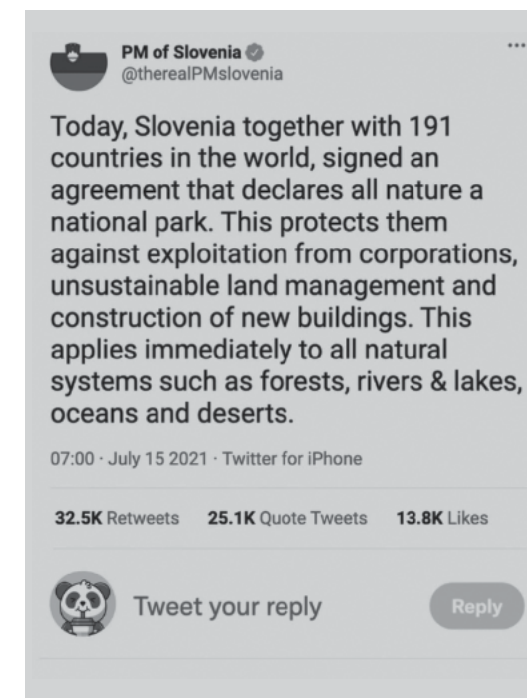 PM of Slovenia
@therealPMslovenia
Today, Slovenia together with 191
countries in the world, signed an
agreement that declares all nature a
national park. This protects them
against exploitation from corporations,
unsustainable land management and
construction of new buildings. This
applies immediately to all natural
systems such as forests, rivers & lakes,
oceans and deserts.
07:00 · July 15 2021 · Twitter for iPhone
32.5K Retweets 25.1K Quote Tweets 13.8K Likes
Tweet your reply Reply